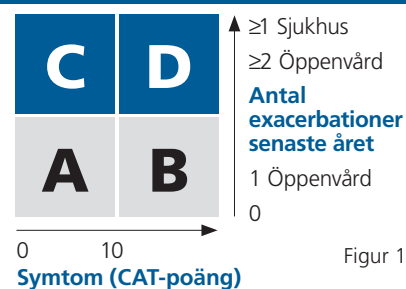 C D
A B
≥1 Sjukhus
≥2 Öppenvård
Antal
exacerbationer
senaste året
1 Öppenvård
0
0 10
Symtom (CAT-poäng)
Figur 1